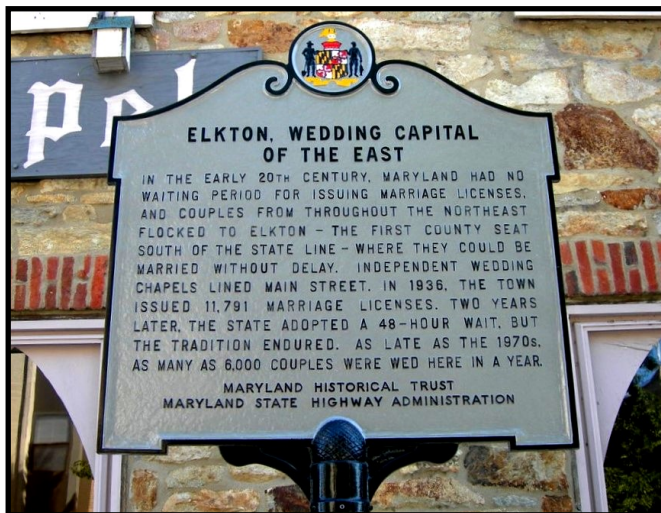 pel
ELKTON, WEDDING CAPITAL
OF THE EAST
IN THE EARLY 20TH CENTURY, MARYLAND HAD NO
WAITING PERIOD FOR ISSUING MARRIAGE LICENSES,
AND COUPLES FROM THROUGHOUT THE NORTHEAST
FLOCKED TO ELKTON – THE FIRST COUNTY SEAT
SOUTH OF THE STATE LINE – WHERE THEY COULD BE
MARRIED WITHOUT DELAY. INDEPENDENT WEDDING
CHAPELS LINED MAIN STREET. IN 1936, THE TOWN
ISSUED 11,791 MARRIAGE LICENSES. TWO YEARS
LATER, THE STATE ADOPTED A 48-HOUR WAIT, BUT
THE TRADITION ENDURED. AS LATE AS THE 1970s,
AS MANY AS 6,000 COUPLES WERE WED HERE IN A YEAR.
MARYLAND HISTORICAL TRUST
MARYLAND STATE HIGHWAY ADMINISTRATION